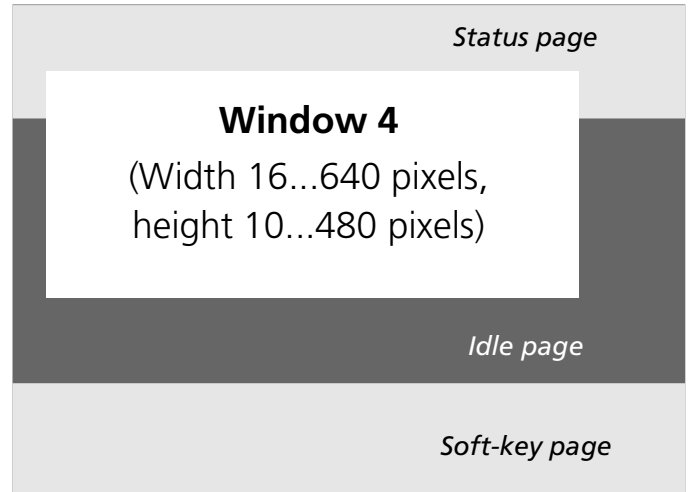 Status page
Window 4
(Width 16...640 pixels,
height 10...480 pixels)
Idle page
Soft-key page